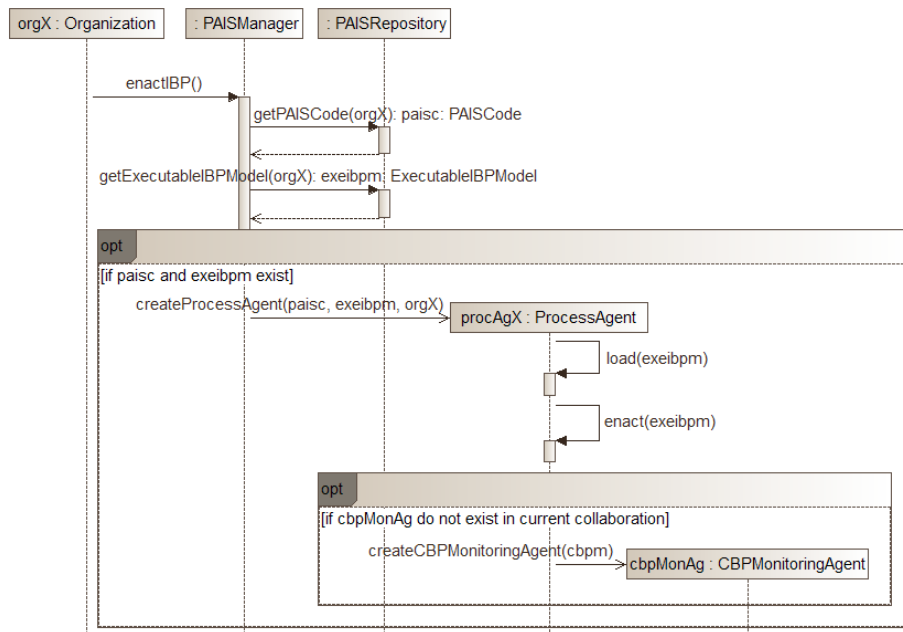 orgX : Organization
: PAISManager
: PAISRepository
enactIBP()
getPAISCode(orgX): paisc: PAISCode
getExecutableIBPModel(orgX): exeibpm: ExecutableIBPModel
opt
[if paisc and exeibpm exist]
createProcessAgent(paisc, exeibpm, orgX)
procAgX : ProcessAgent
load(exeibpm)
enact(exeibpm)
opt
[if cbpMonAg do not exist in current collaboration]
createCBPMonitoringAgent(cbpm)
cbpMonAg : CBPMonitoringAgent